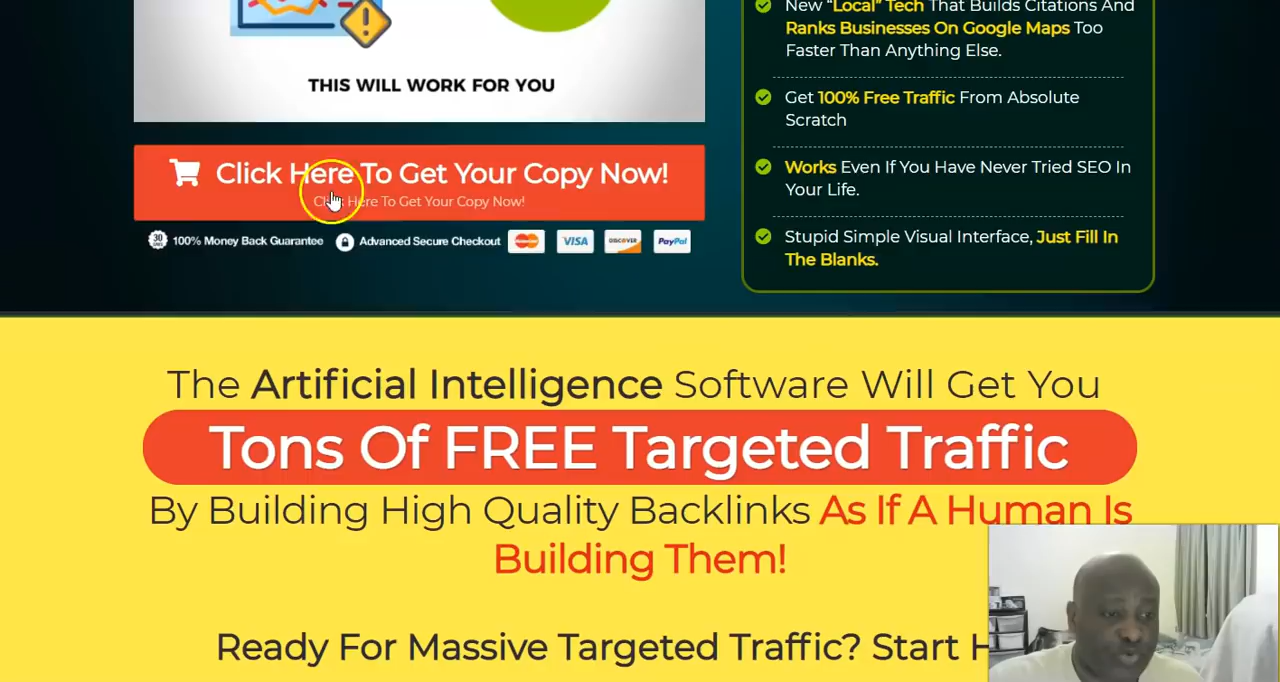 THIS WILL WORK FOR YOU
Click Here To Get Your Copy Now!
Click Here To Get Your Copy Now!
30
100% Money Back Guarantee
Advanced Secure Checkout
MasterCard
VISA
DISCOVER
PayPal
New "Local" Tech That Builds Citations And
Ranks Businesses On Google Maps Too
Faster Than Anything Else.
Get 100% Free Traffic From Absolute
Scratch
Works Even If You Have Never Tried SEO In
Your Life.
Stupid Simple Visual Interface, Just Fill In
The Blanks.
The Artificial Intelligence Software Will Get You
Tons Of FREE Targeted Traffic
By Building High Quality Backlinks As If A Human Is
Building Them!
Ready For Massive Targeted Traffic? Start H